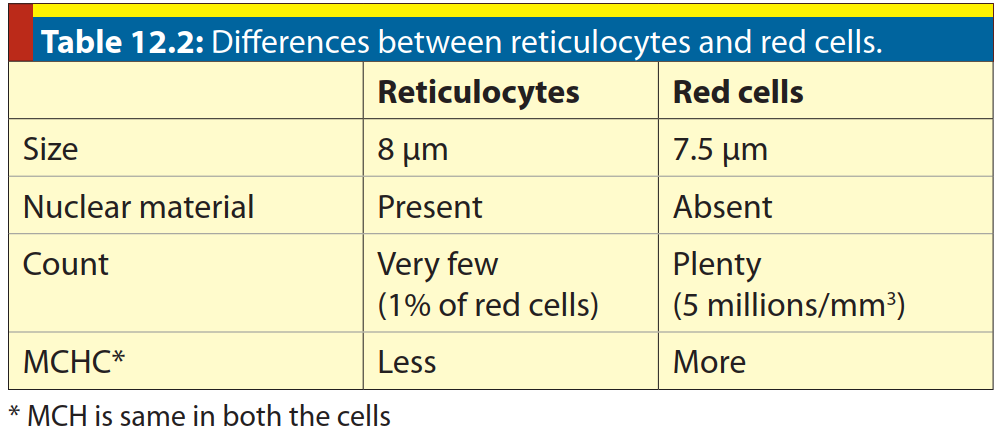 Table 12.2: Differences between reticulocytes and red cells.
Reticulocytes Red cells
Size 8 μm 7.5 μm
Nuclear material Present Absent
Count Very few Plenty
(1% of red cells) (5 millions/mm³)
MCHC* Less More
* MCH is same in both the cells